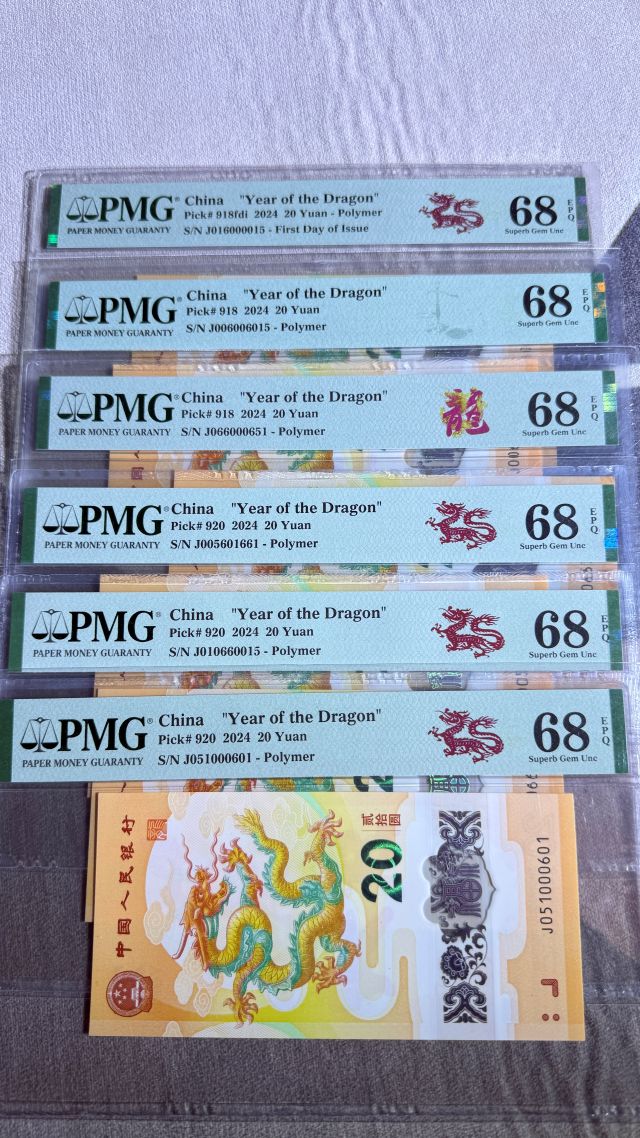 PMG®
PAPER MONEY GUARANTY
China "Year of the Dragon"
Pick# 918fdi 2024 20 Yuan - Polymer
S/N J016000015 - First Day of Issue
68
EPQ
Superb Gem Unc
PMG®
PAPER MONEY GUARANTY
China "Year of the Dragon"
Pick# 918 2024 20 Yuan
S/N J006006015 - Polymer
68
EPQ
Superb Gem Unc
PMG®
PAPER MONEY GUARANTY
China "Year of the Dragon"
Pick# 918 2024 20 Yuan
S/N J066000651 - Polymer
龍
68
EPQ
Superb Gem Unc
PMG®
PAPER MONEY GUARANTY
China "Year of the Dragon"
Pick# 920 2024 20 Yuan
S/N J005601661 - Polymer
68
EPQ
Superb Gem Unc
PMG®
PAPER MONEY GUARANTY
China "Year of the Dragon"
Pick# 920 2024 20 Yuan
S/N J010660015 - Polymer
68
EPQ
Superb Gem Unc
PMG®
PAPER MONEY GUARANTY
China "Year of the Dragon"
Pick# 920 2024 20 Yuan
S/N J051000601 - Polymer
68
EPQ
Superb Gem Unc
中国人民银行
贰拾圆
20
J051000601